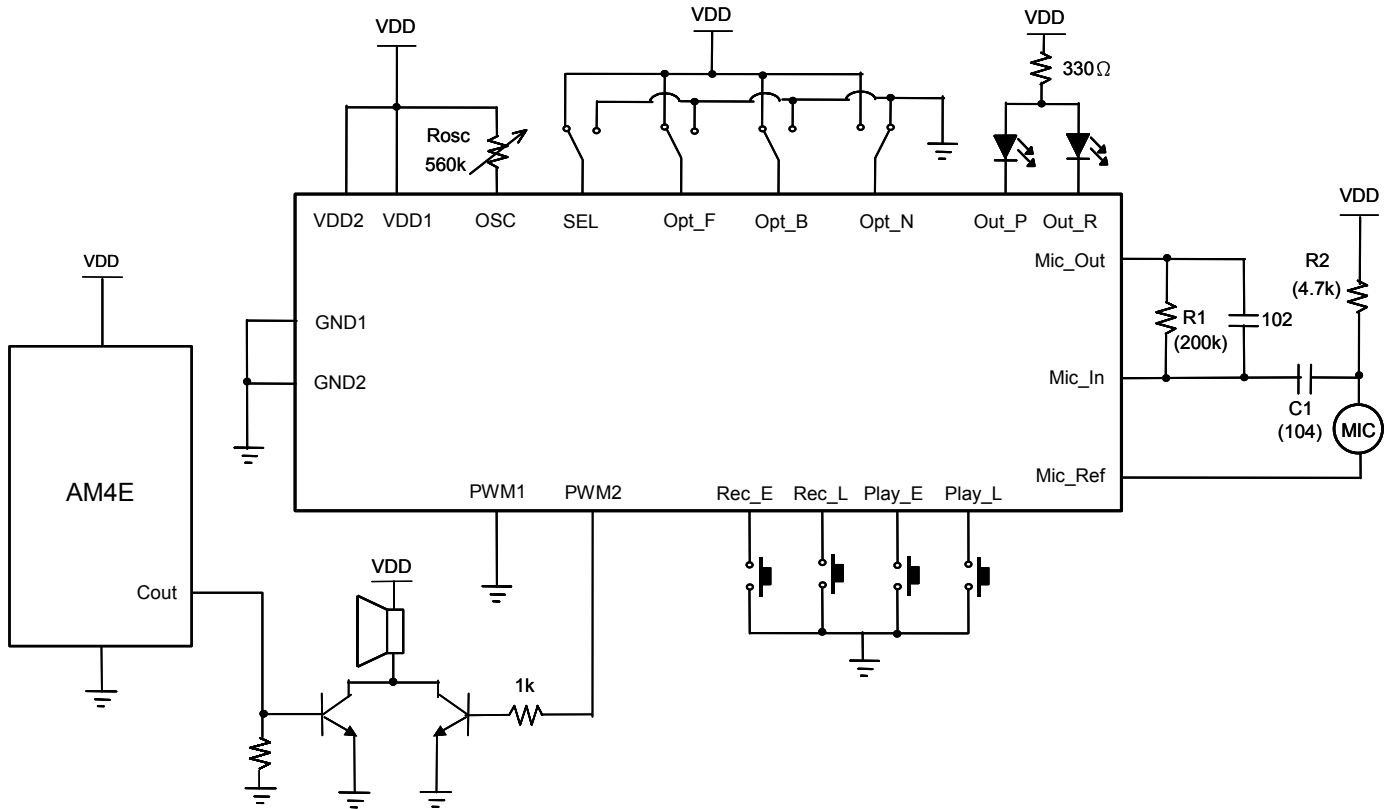 VDD
VDD
VDD
330Ω
Rosc
560k
VDD2
VDD1
OSC
SEL
Opt_F
Opt_B
Opt_N
Out_P
Out_R
VDD
VDD
Mic_Out
R2
(4.7k)
GND1
R1
(200k)
102
GND2
Mic_In
C1
(104)
MIC
AM4E
Mic_Ref
PWM1
PWM2
Rec_E
Rec_L
Play_E
Play_L
VDD
Cout
1k